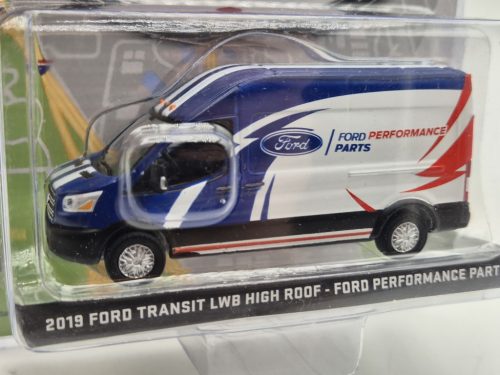 Ford
FORD PERFORMANCE
PARTS
2019 FORD TRANSIT LWB HIGH ROOF - FORD PERFORMANCE PART